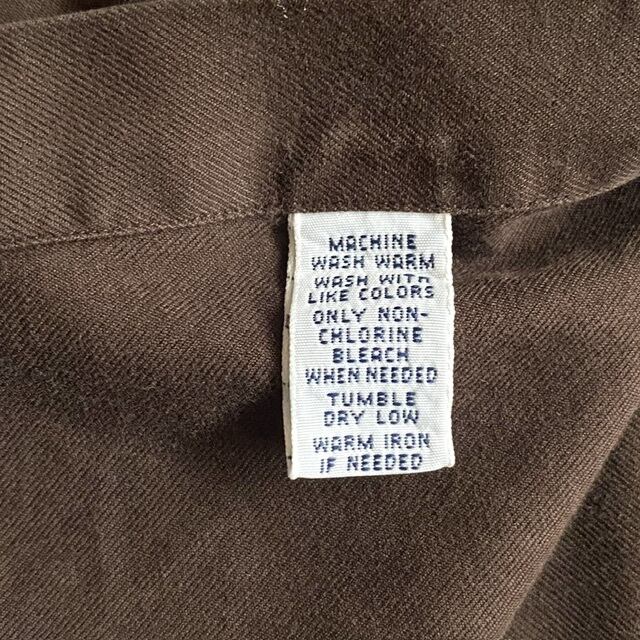 MACHINE
WASH WARM
WASH WITH
LIKE COLORS
ONLY NON-
CHLORINE
BLEACH
WHEN NEEDED
TUMBLE
DRY LOW
WARM IRON
IF NEEDED